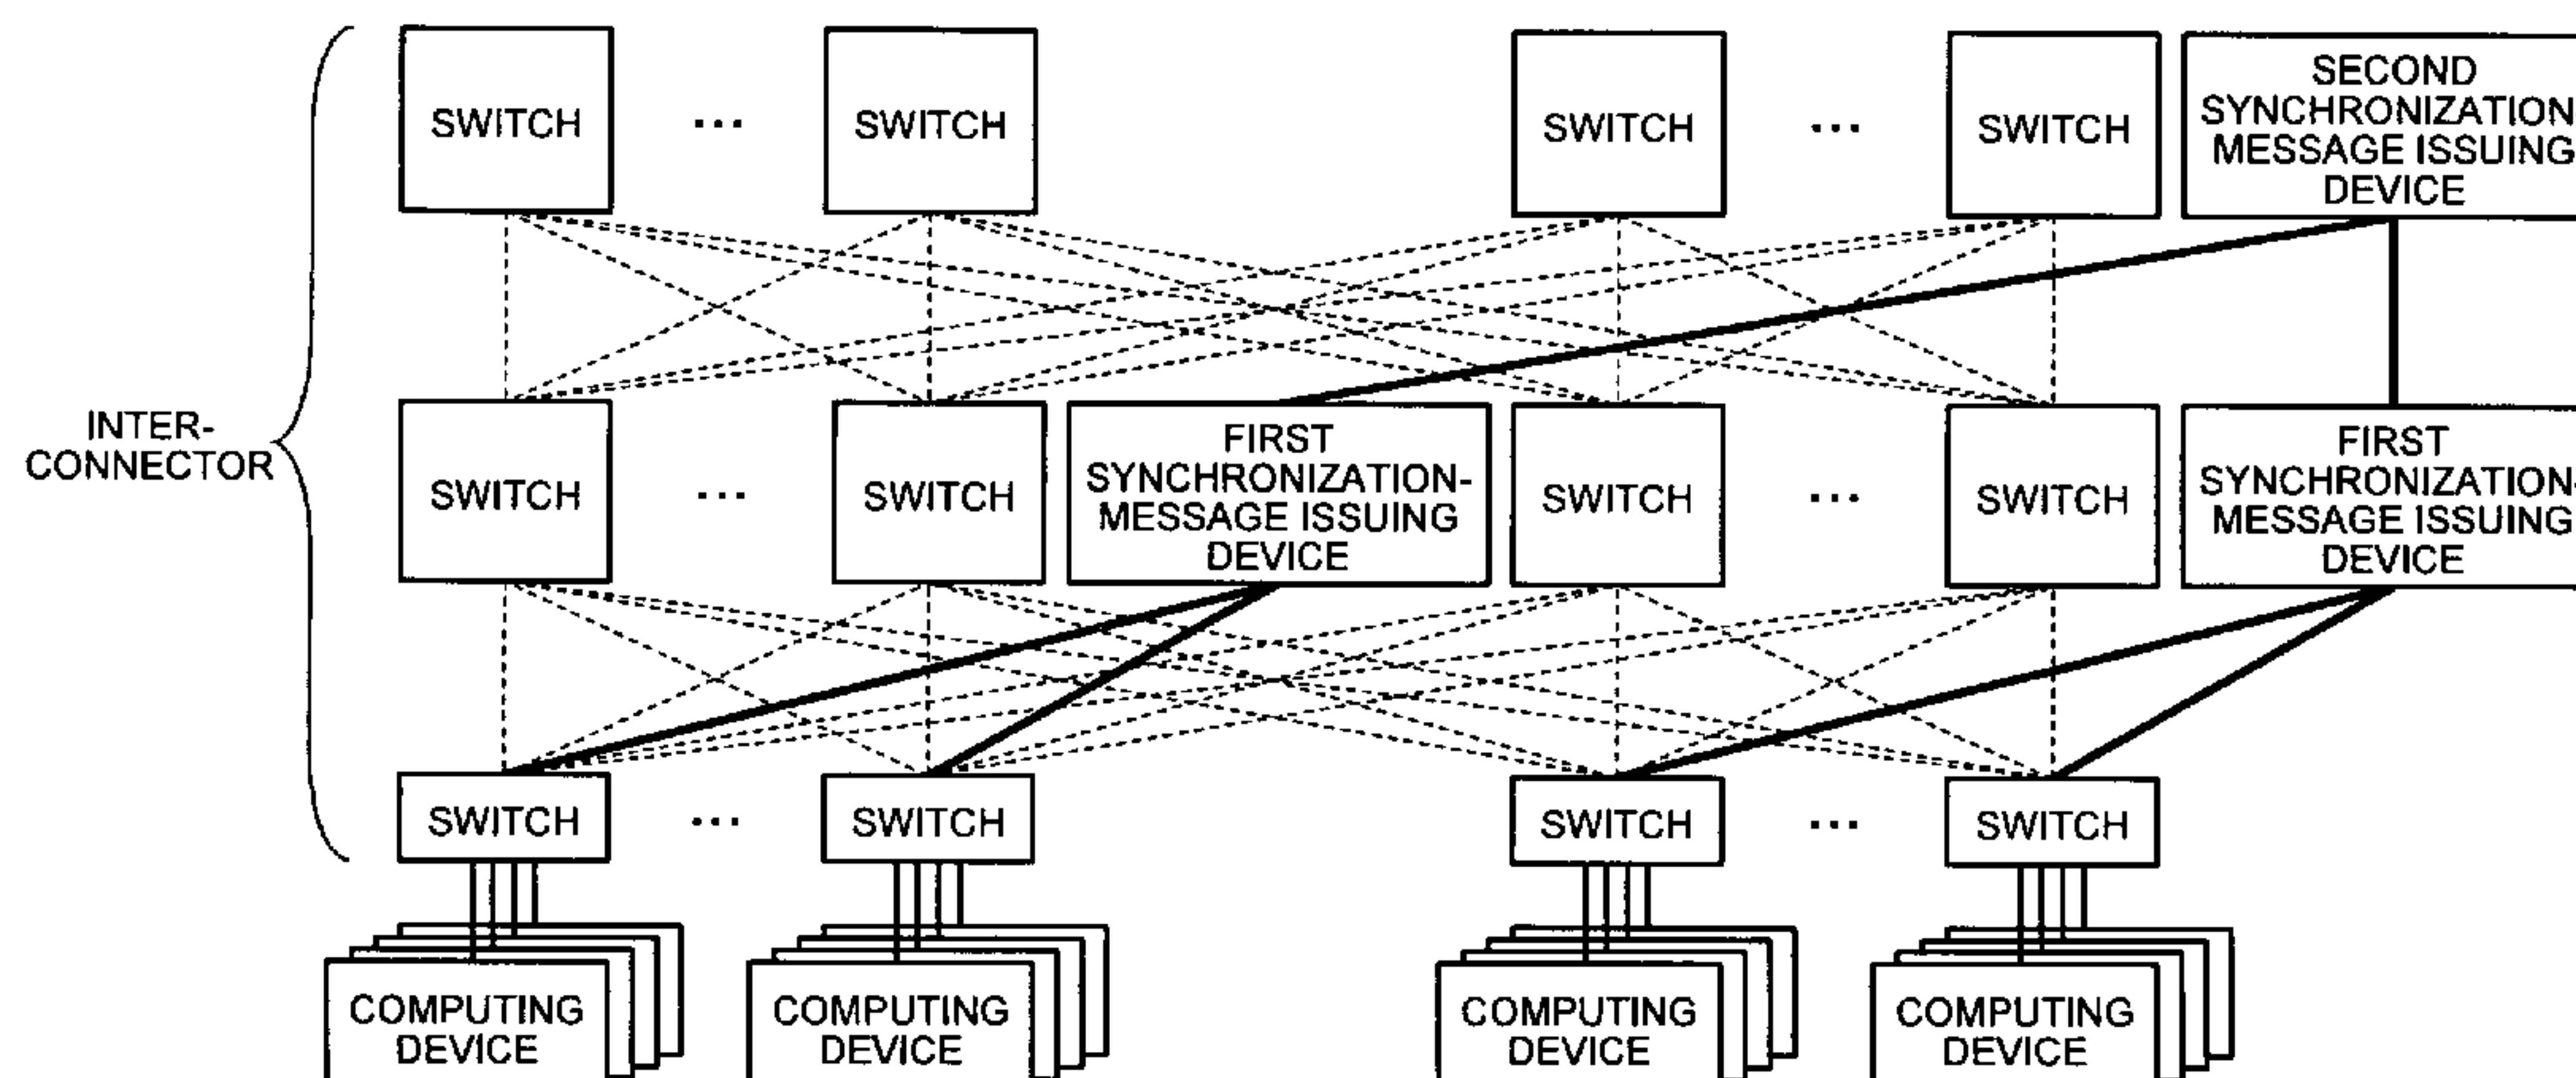 SWITCH ... SWITCH SWITCH ... SWITCH
SECOND
SYNCHRONIZATION
MESSAGE ISSUING
DEVICE
INTER-
CONNECTOR
SWITCH ... SWITCH
FIRST
SYNCHRONIZATION-
MESSAGE ISSUING
DEVICE
SWITCH ... SWITCH
FIRST
SYNCHRONIZATION-
MESSAGE ISSUING
DEVICE
SWITCH ... SWITCH SWITCH ... SWITCH
COMPUTING
DEVICE
COMPUTING
DEVICE
COMPUTING
DEVICE
COMPUTING
DEVICE